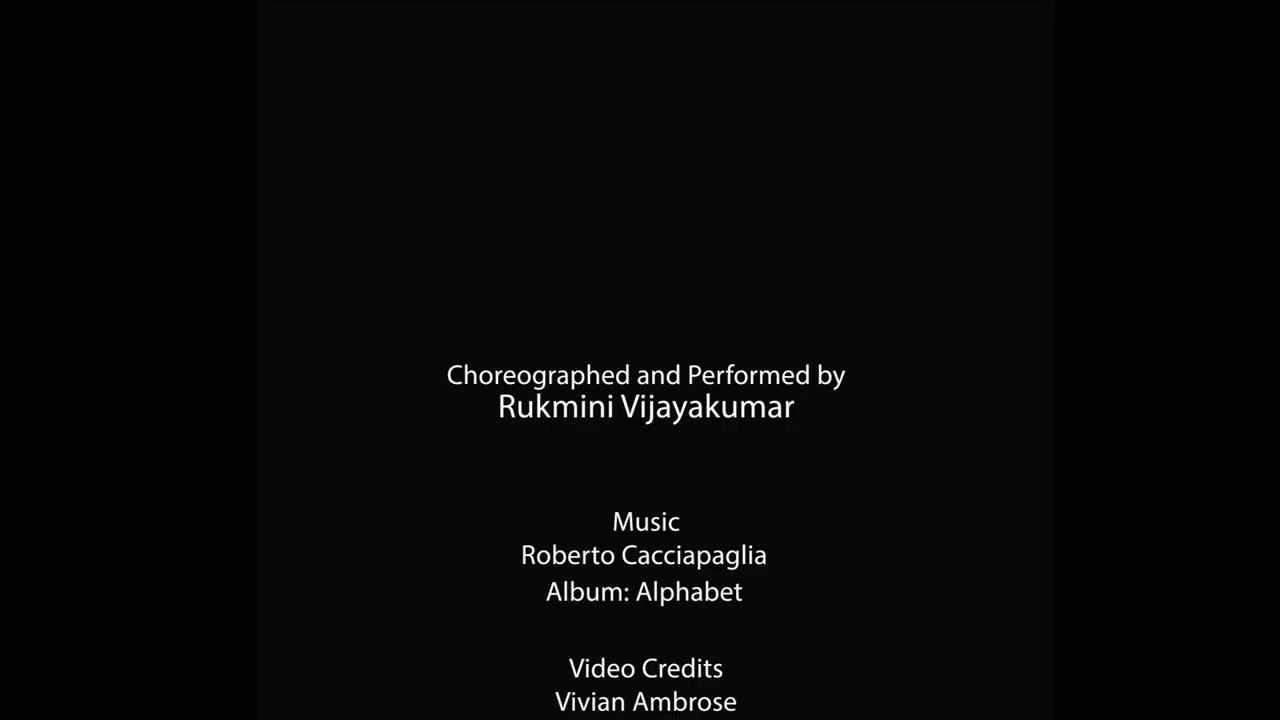 Choreographed and Performed by
Rukmini Vijayakumar
Music
Roberto Cacciapaglia
Album: Alphabet
Video Credits
Vivian Ambrose